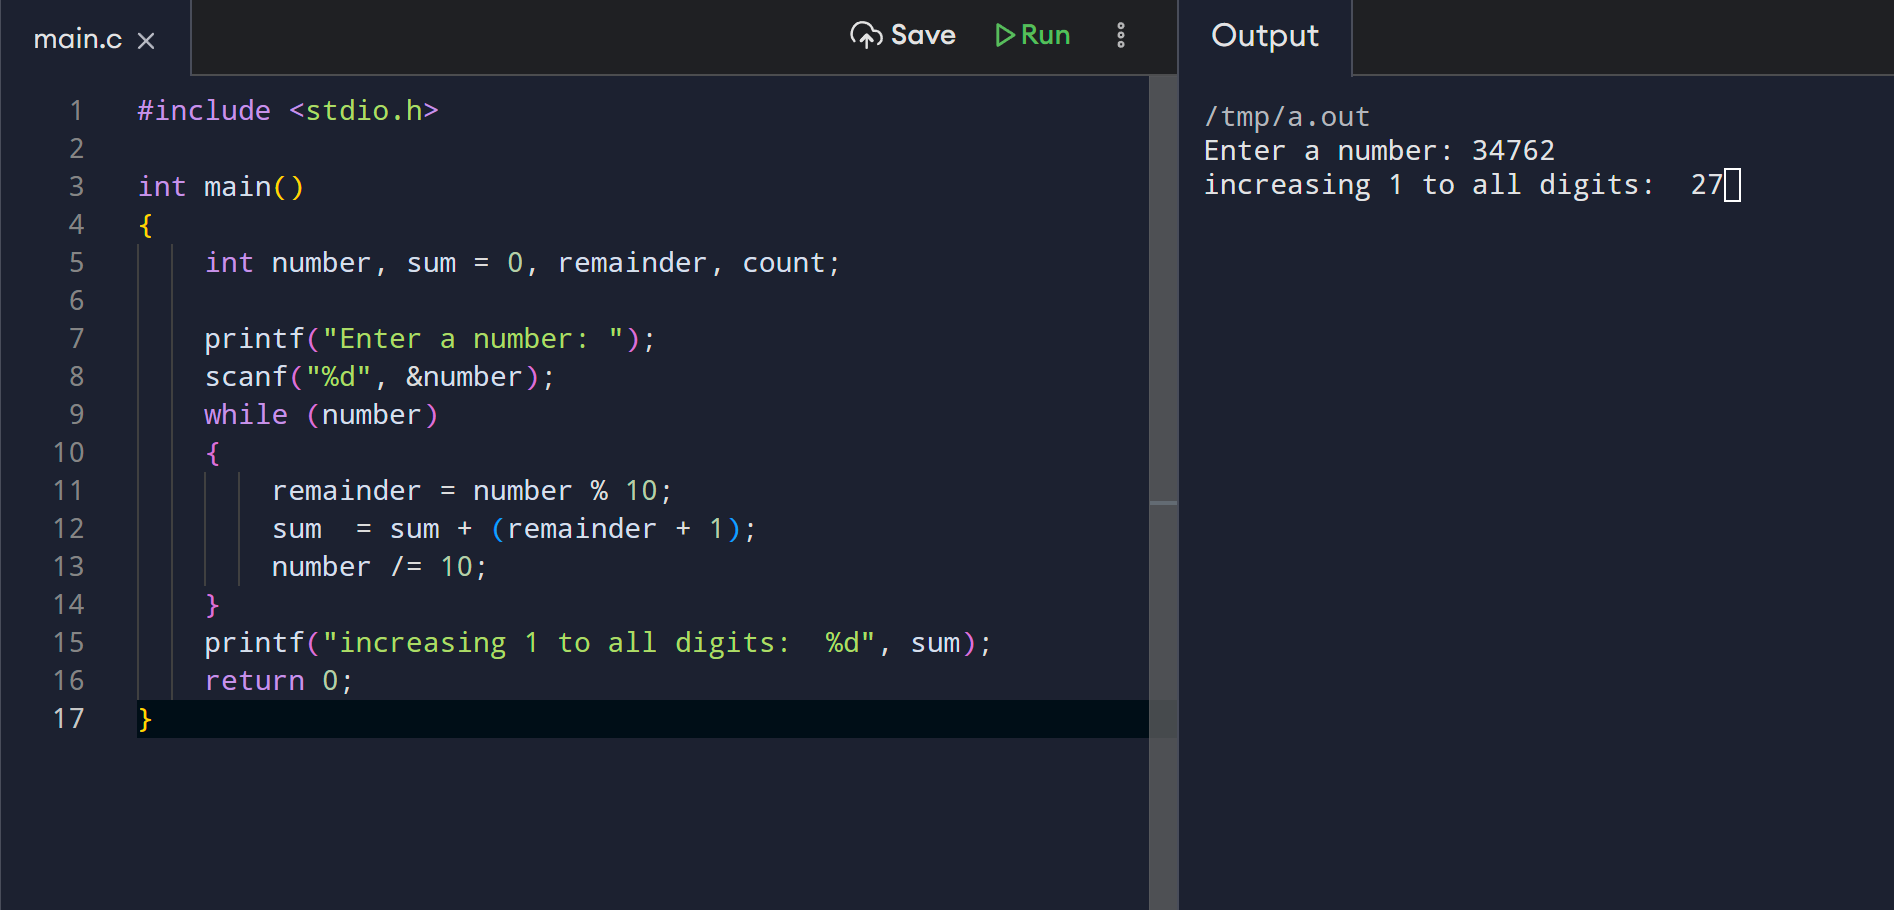 main.c ×
Save Run
Output
1 #include <stdio.h>
2
3 int main()
4 {
5     int number, sum = 0, remainder, count;
6
7     printf("Enter a number: ");
8     scanf("%d", &number);
9     while (number)
10     {
11         remainder = number % 10;
12         sum  = sum + (remainder + 1);
13         number /= 10;
14     }
15     printf("increasing 1 to all digits:  %d", sum);
16     return 0;
17 }
/tmp/a.out
Enter a number: 34762
increasing 1 to all digits:  27